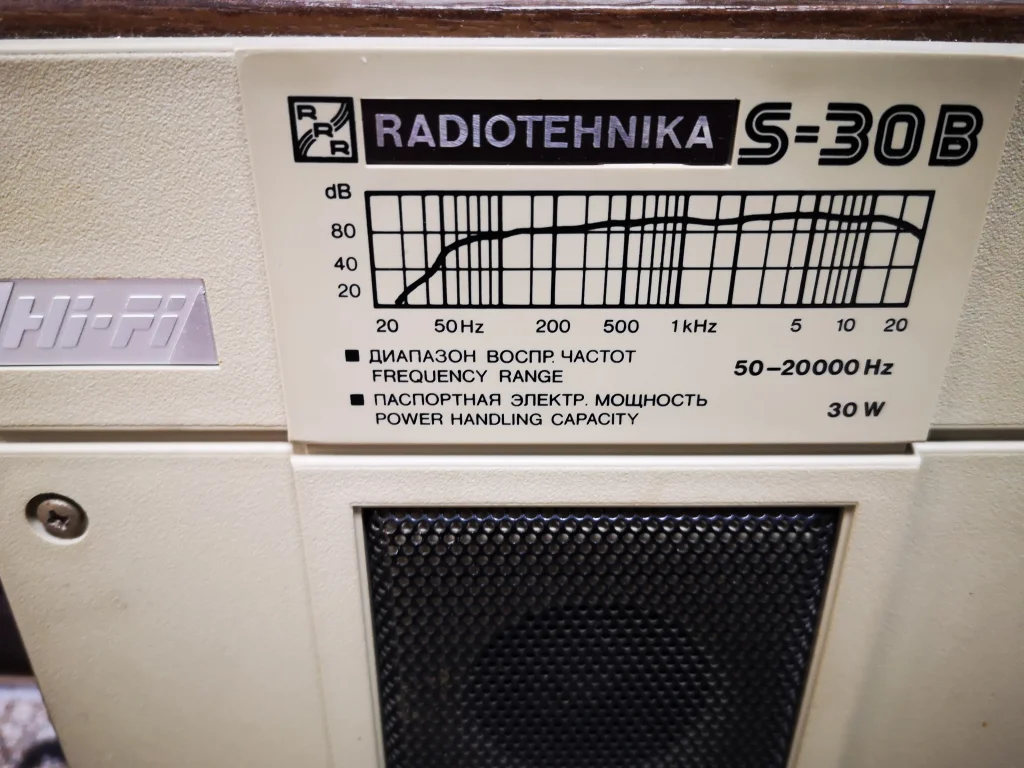 RRR RADIOTEHNIKA S-30B
dB
80
40
20
20 50Hz 200 500 1kHz 5 10 20
Hi-Fi
ДИАПАЗОН ВОСПР. ЧАСТОТ
FREQUENCY RANGE 50-20000 Hz
ПАСПОРТНАЯ ЭЛЕКТР. МОЩНОСТЬ
POWER HANDLING CAPACITY 30 W